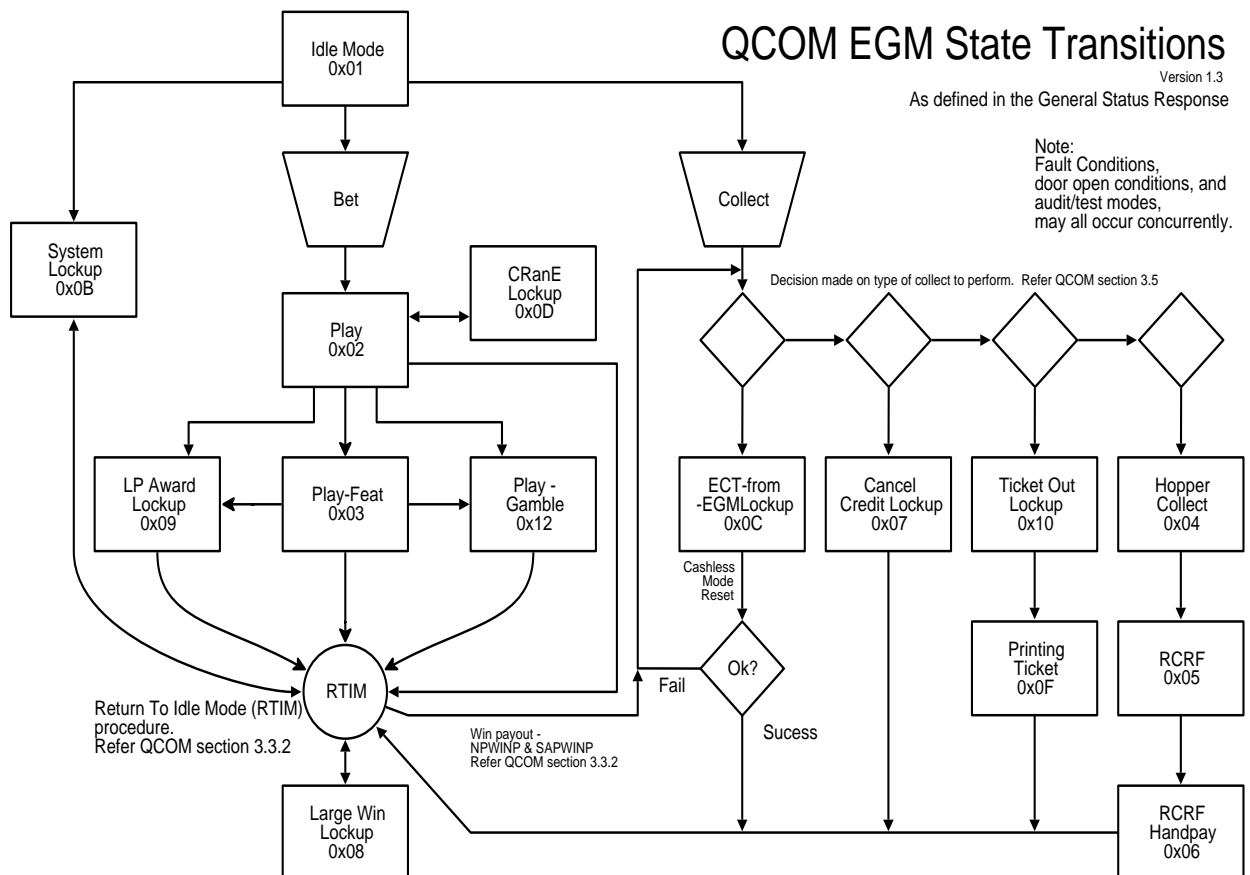 QCOM EGM State Transitions
Version 1.3
As defined in the General Status Response
Note:
Fault Conditions,
door open conditions, and
audit/test modes,
may all occur concurrently.
Idle Mode
0x01
Bet
Collect
System
Lockup
0x0B
CRanE
Lockup
0x0D
Decision made on type of collect to perform. Refer QCOM section 3.5
Play
0x02
LP Award
Lockup
0x09
Play-Feat
0x03
Play -
Gamble
0x12
ECT-from
-EGMLockup
0x0C
Cancel
Credit Lockup
0x07
Ticket Out
Lockup
0x10
Hopper
Collect
0x04
Cashless
Mode
Reset
Ok?
Fail
Sucess
Printing
Ticket
0x0F
RCRF
0x05
RTIM
Return To Idle Mode (RTIM)
procedure.
Refer QCOM section 3.3.2
Win payout -
NPWINP & SAPWINP
Refer QCOM section 3.3.2
Large Win
Lockup
0x08
RCRF
Handpay
0x06